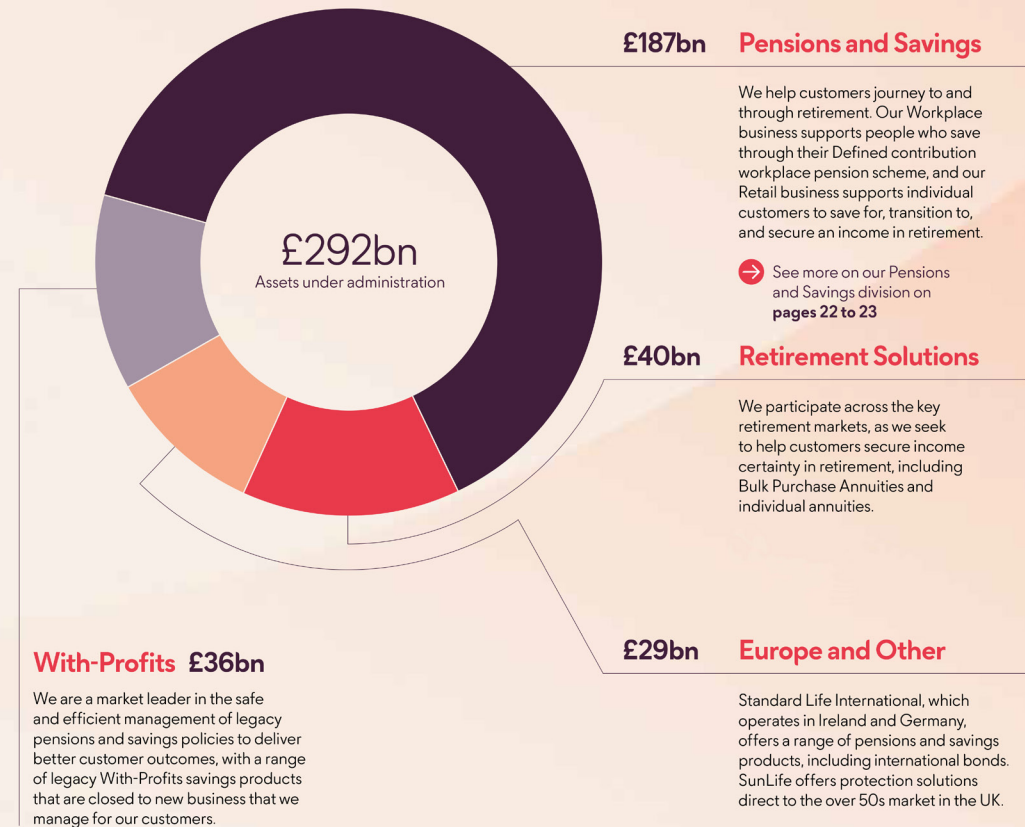 £292bn
Assets under administration
£187bn Pensions and Savings
We help customers journey to and
through retirement. Our Workplace
business supports people who save
through their Defined contribution
workplace pension scheme, and our
Retail business supports individual
customers to save for, transition to,
and secure an income in retirement.
See more on our Pensions
and Savings division on
pages 22 to 23
£40bn Retirement Solutions
We participate across the key
retirement markets, as we seek
to help customers secure income
certainty in retirement, including
Bulk Purchase Annuities and
individual annuities.
£29bn Europe and Other
Standard Life International, which
operates in Ireland and Germany,
offers a range of pensions and savings
products, including international bonds.
SunLife offers protection solutions
direct to the over 50s market in the UK.
With-Profits £36bn
We are a market leader in the safe
and efficient management of legacy
pensions and savings policies to deliver
better customer outcomes, with a range
of legacy With-Profits savings products
that are closed to new business that we
manage for our customers.